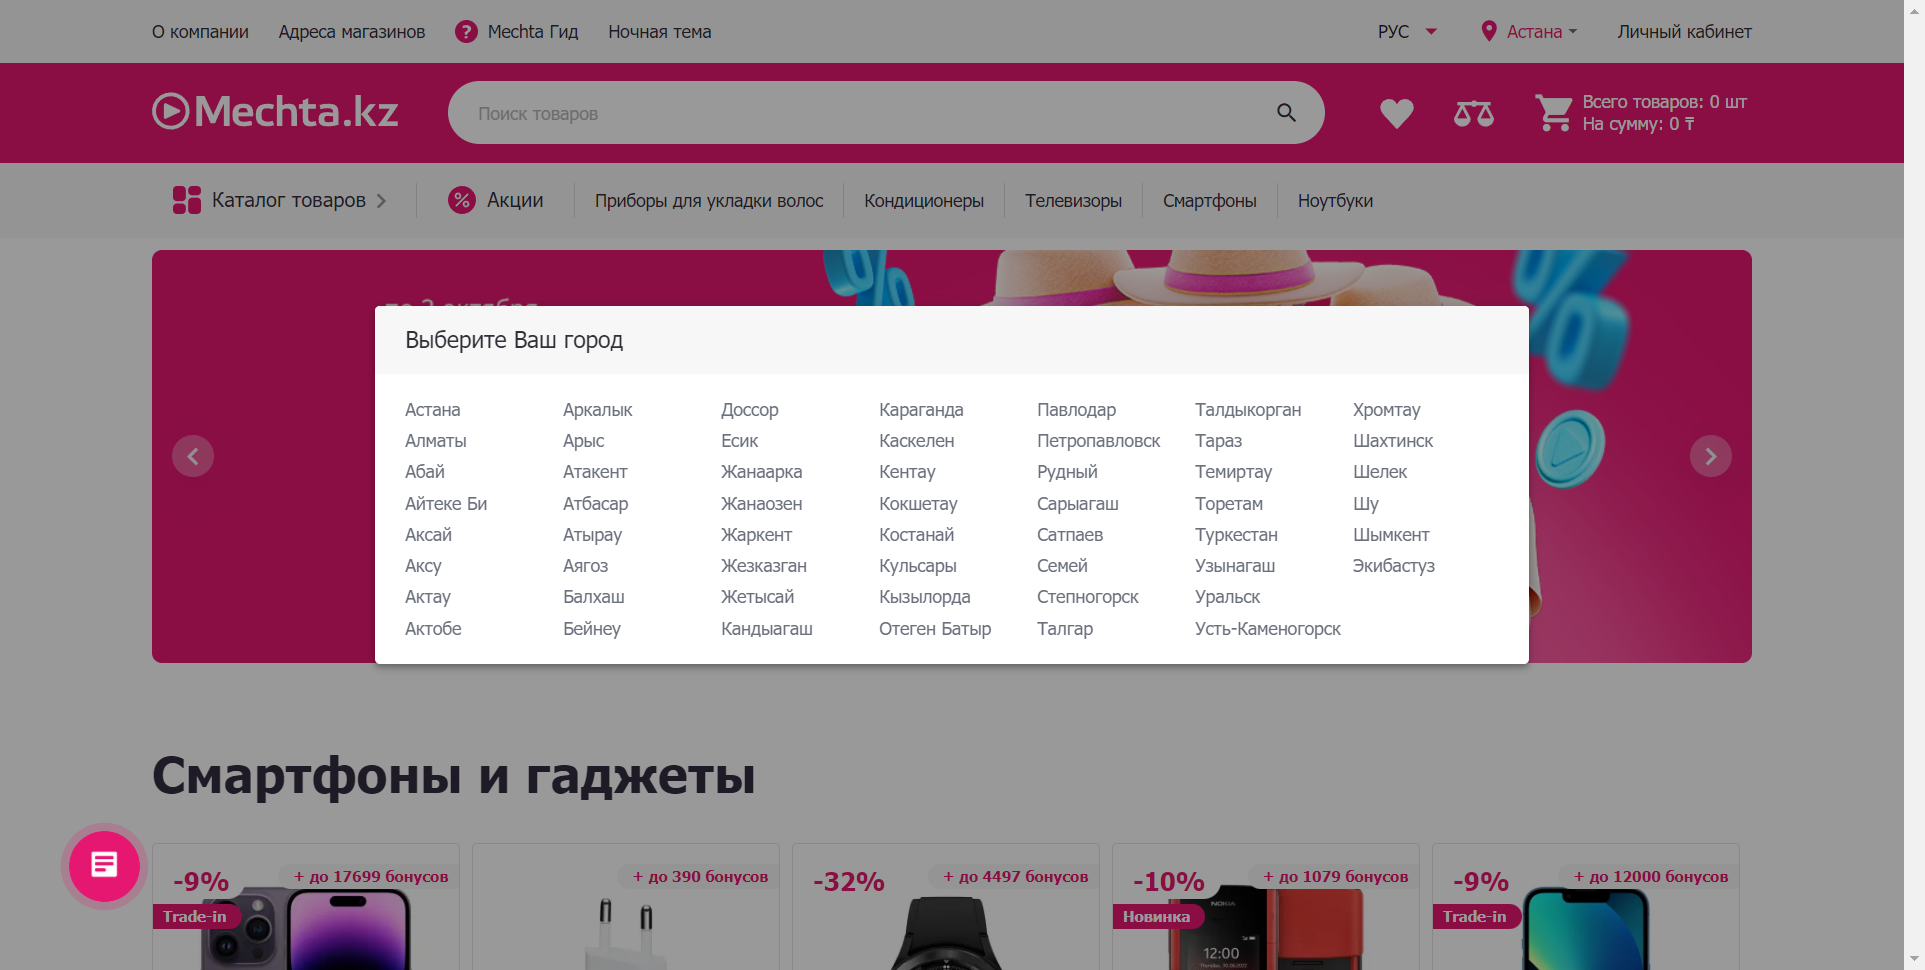 О компании Адреса магазинов ? Mechta Гид Ночная тема РУС Астана Личный кабинет
Mechta.kz Поиск товаров Всего товаров: 0 шт
На сумму: 0 ₸
Каталог товаров % Акции Приборы для укладки волос Кондиционеры Телевизоры Смартфоны Ноутбуки
Выберите Ваш город
Астана Аркалык Доссор Караганда Павлодар Талдыкорган Хромтау
Алматы Арыс Есик Каскелен Петропавловск Тараз Шахтинск
Абай Атакент Жанаарка Кентау Рудный Темиртау Шелек
Айтеке Би Атбасар Жанаозен Кокшетау Сарыагаш Торетам Шу
Аксай Атырау Жаркент Костанай Сатпаев Туркестан Шымкент
Аксу Аягоз Жезказган Кульсары Семей Узынагаш Экибастуз
Актау Балхаш Жетысай Кызылорда Степногорск Уральск
Актобе Бейнеу Кандыагаш Отеген Батыр Талгар Усть-Каменогорск
Смартфоны и гаджеты
-9% + до 17699 бонусов + до 390 бонусов -32% + до 4497 бонусов -10% + до 1079 бонусов -9% + до 12000 бонусов
Trade-in Новинка Trade-in
NOKIA
12:00